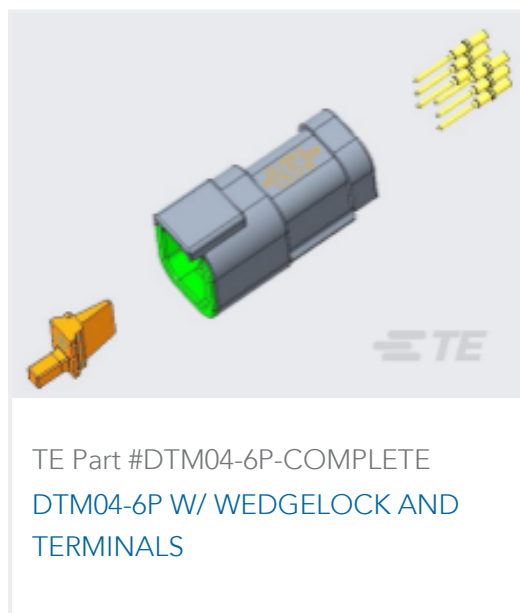 TE
TE Part #DTM04-6P-COMPLETE
DTM04-6P W/ WEDGELOCK AND
TERMINALS